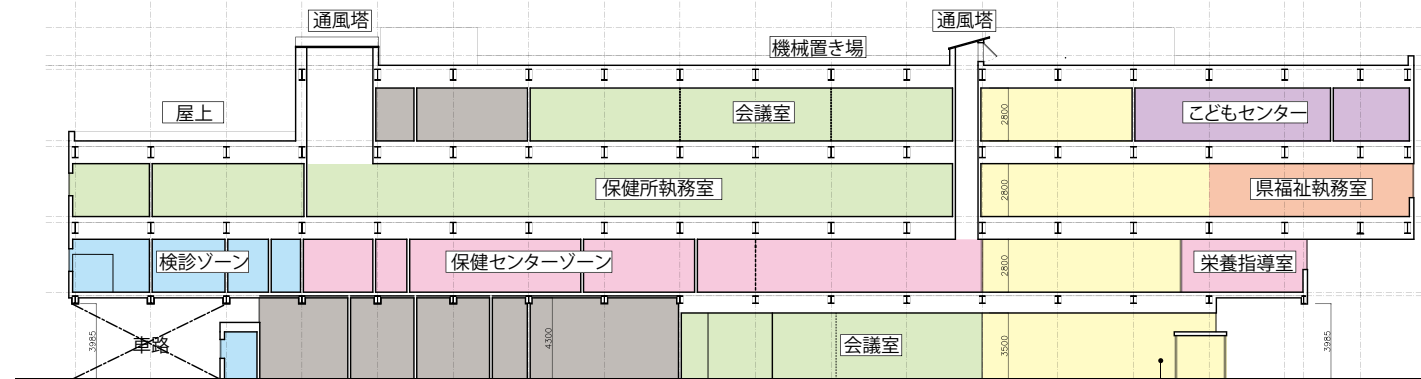 通風塔
通風塔
機械置き場
屋上
会議室
2800
こどもセンター
保健所執務室
2800
県福祉執務室
検診ゾーン
保健センターゾーン
2800
栄養指導室
3985
車路
4300
会議室
3500
3985